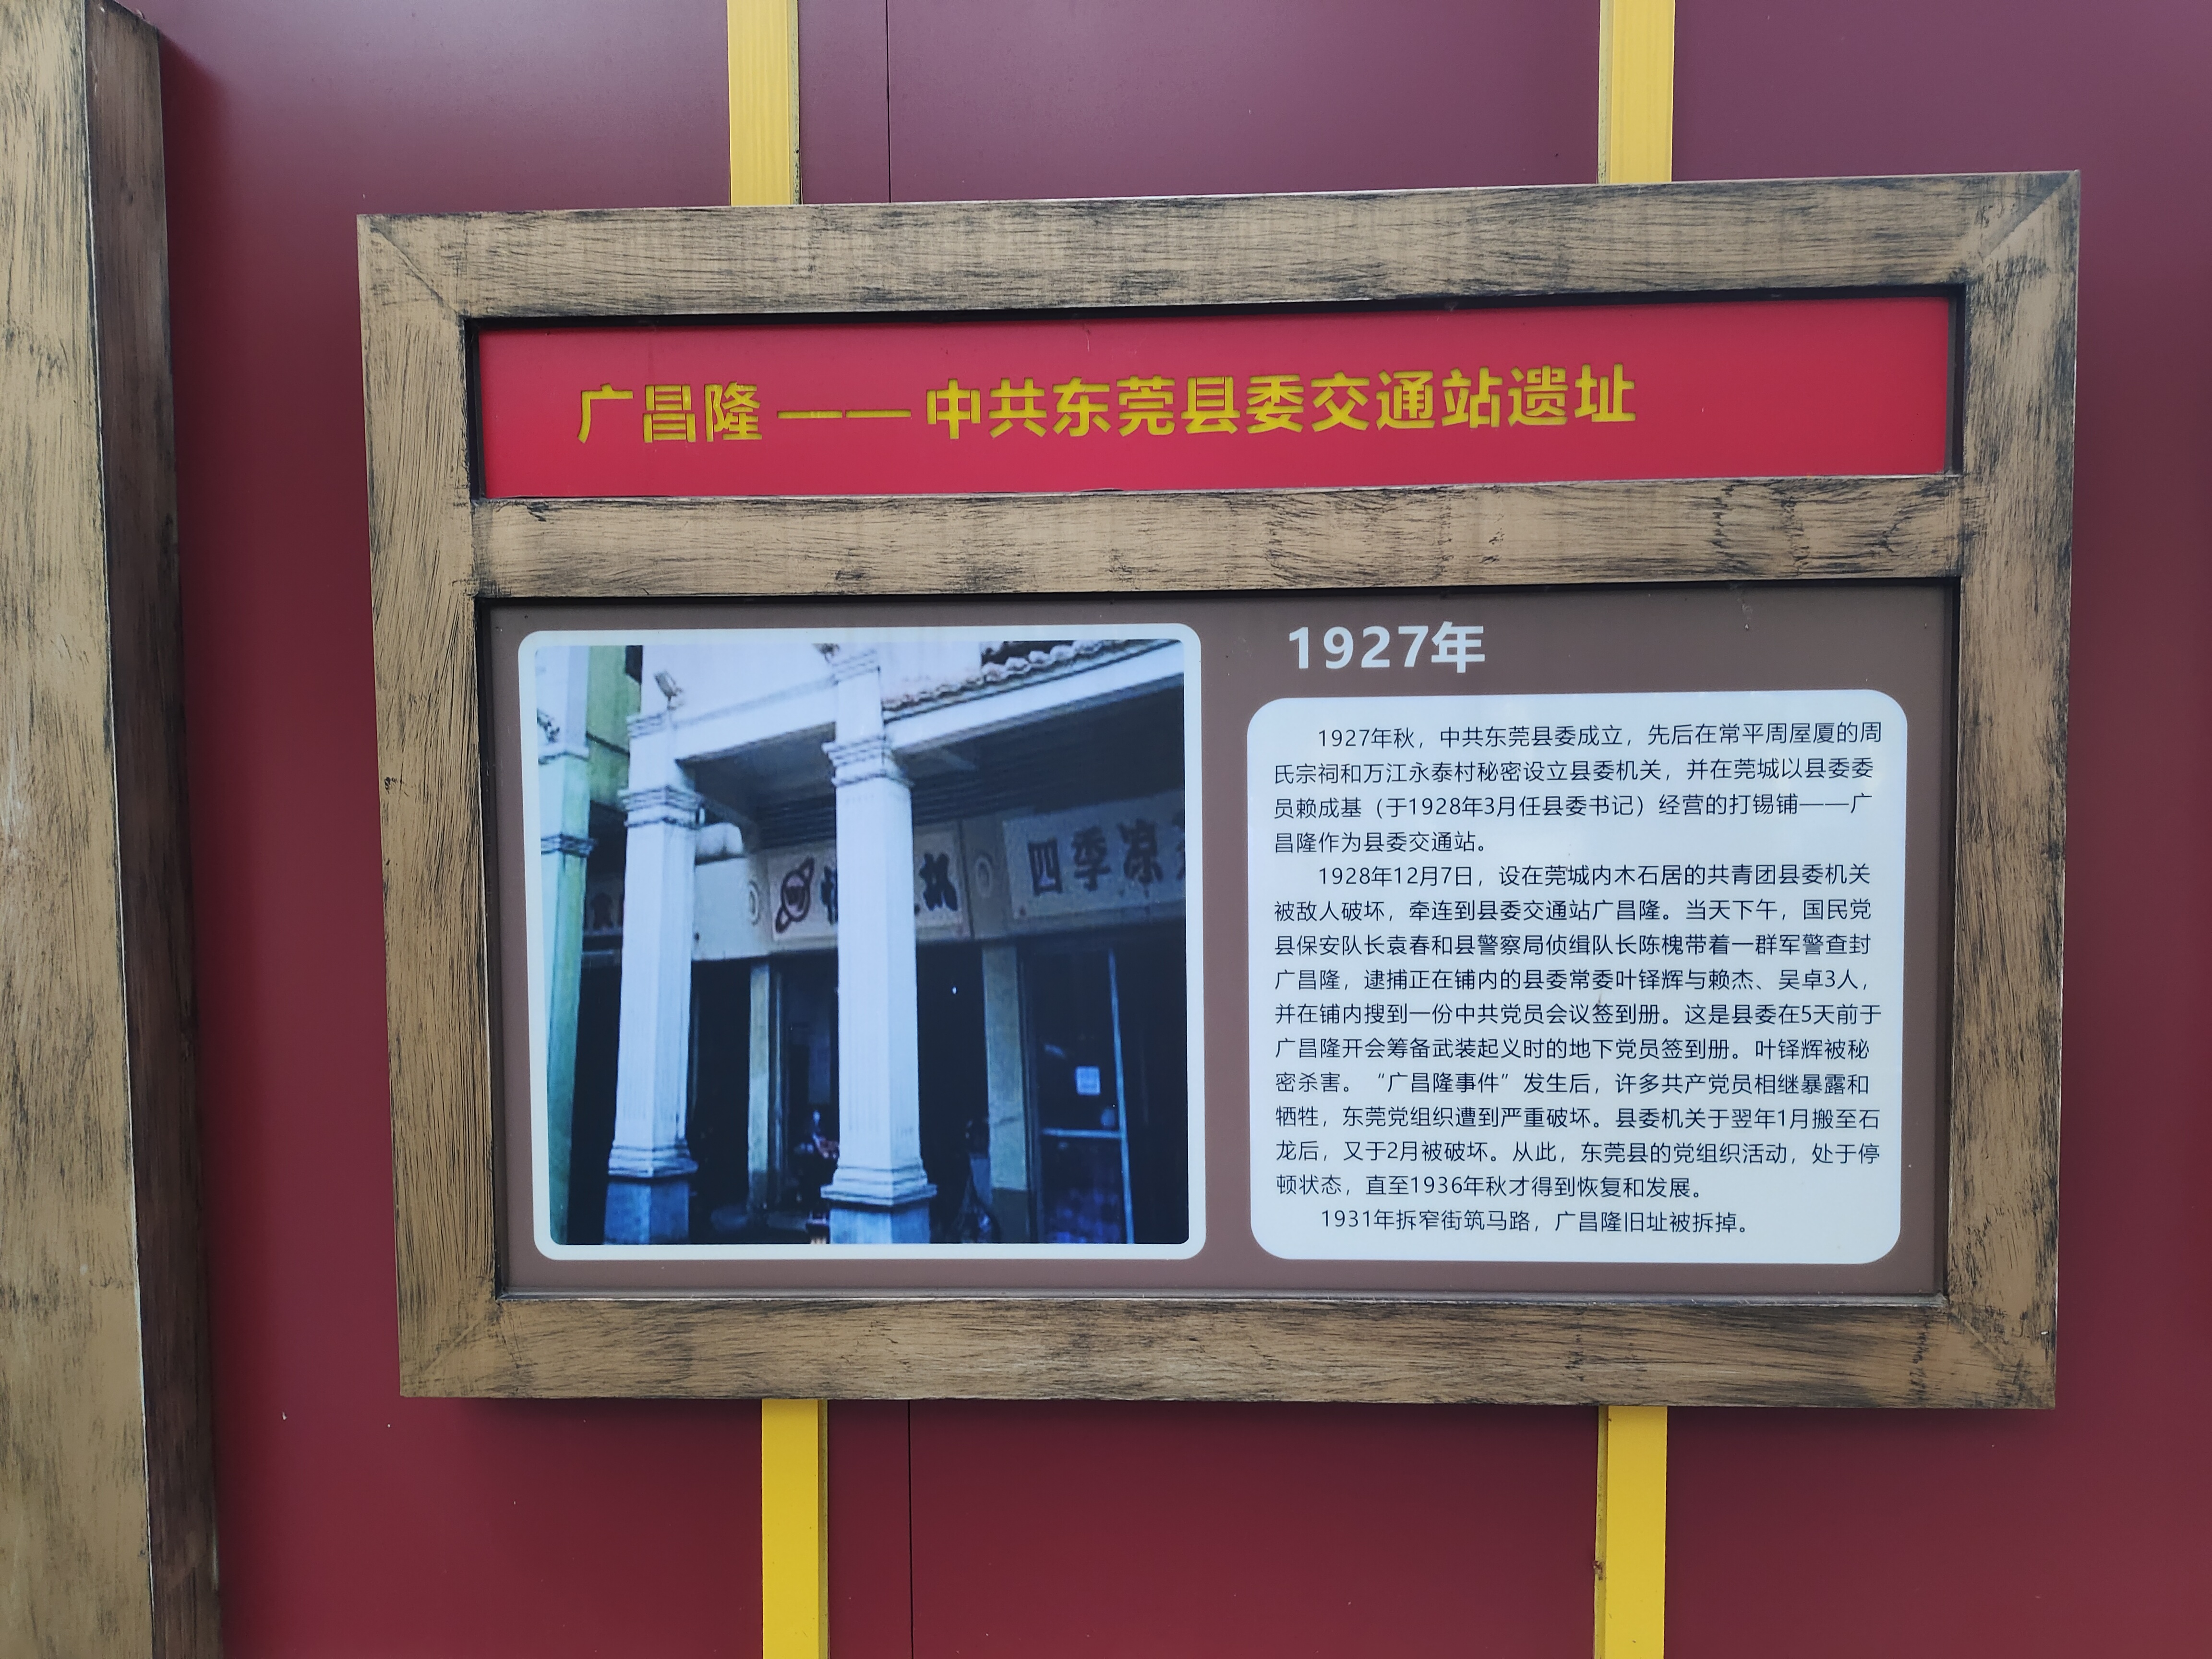 广昌隆——中共东莞县委交通站遗址
四季凉
1927年
1927年秋，中共东莞县委成立，先后在常平周屋厦的周
氏宗祠和万江永泰村秘密设立县委机关，并在莞城以县委委
员赖成基（于1928年3月任县委书记）经营的打锡铺——广
昌隆作为县委交通站。
1928年12月7日，设在莞城内木石居的共青团县委机关
被敌人破坏，牵连到县委交通站广昌隆。当天下午，国民党
县保安队长袁春和县警察局侦缉队长陈槐带着一群军警查封
广昌隆，逮捕正在铺内的县委常委叶铎辉与赖杰、吴卓3人，
并在铺内搜到一份中共党员会议签到册。这是县委在5天前于
广昌隆开会筹备武装起义时的地下党员签到册。叶铎辉被秘
密杀害。“广昌隆事件”发生后，许多共产党员相继暴露和
牺牲，东莞党组织遭到严重破坏。县委机关于翌年1月搬至石
龙后，又于2月被破坏。从此，东莞县的党组织活动，处于停
顿状态，直至1936年秋才得到恢复和发展。
1931年拆窄街筑马路，广昌隆旧址被拆掉。